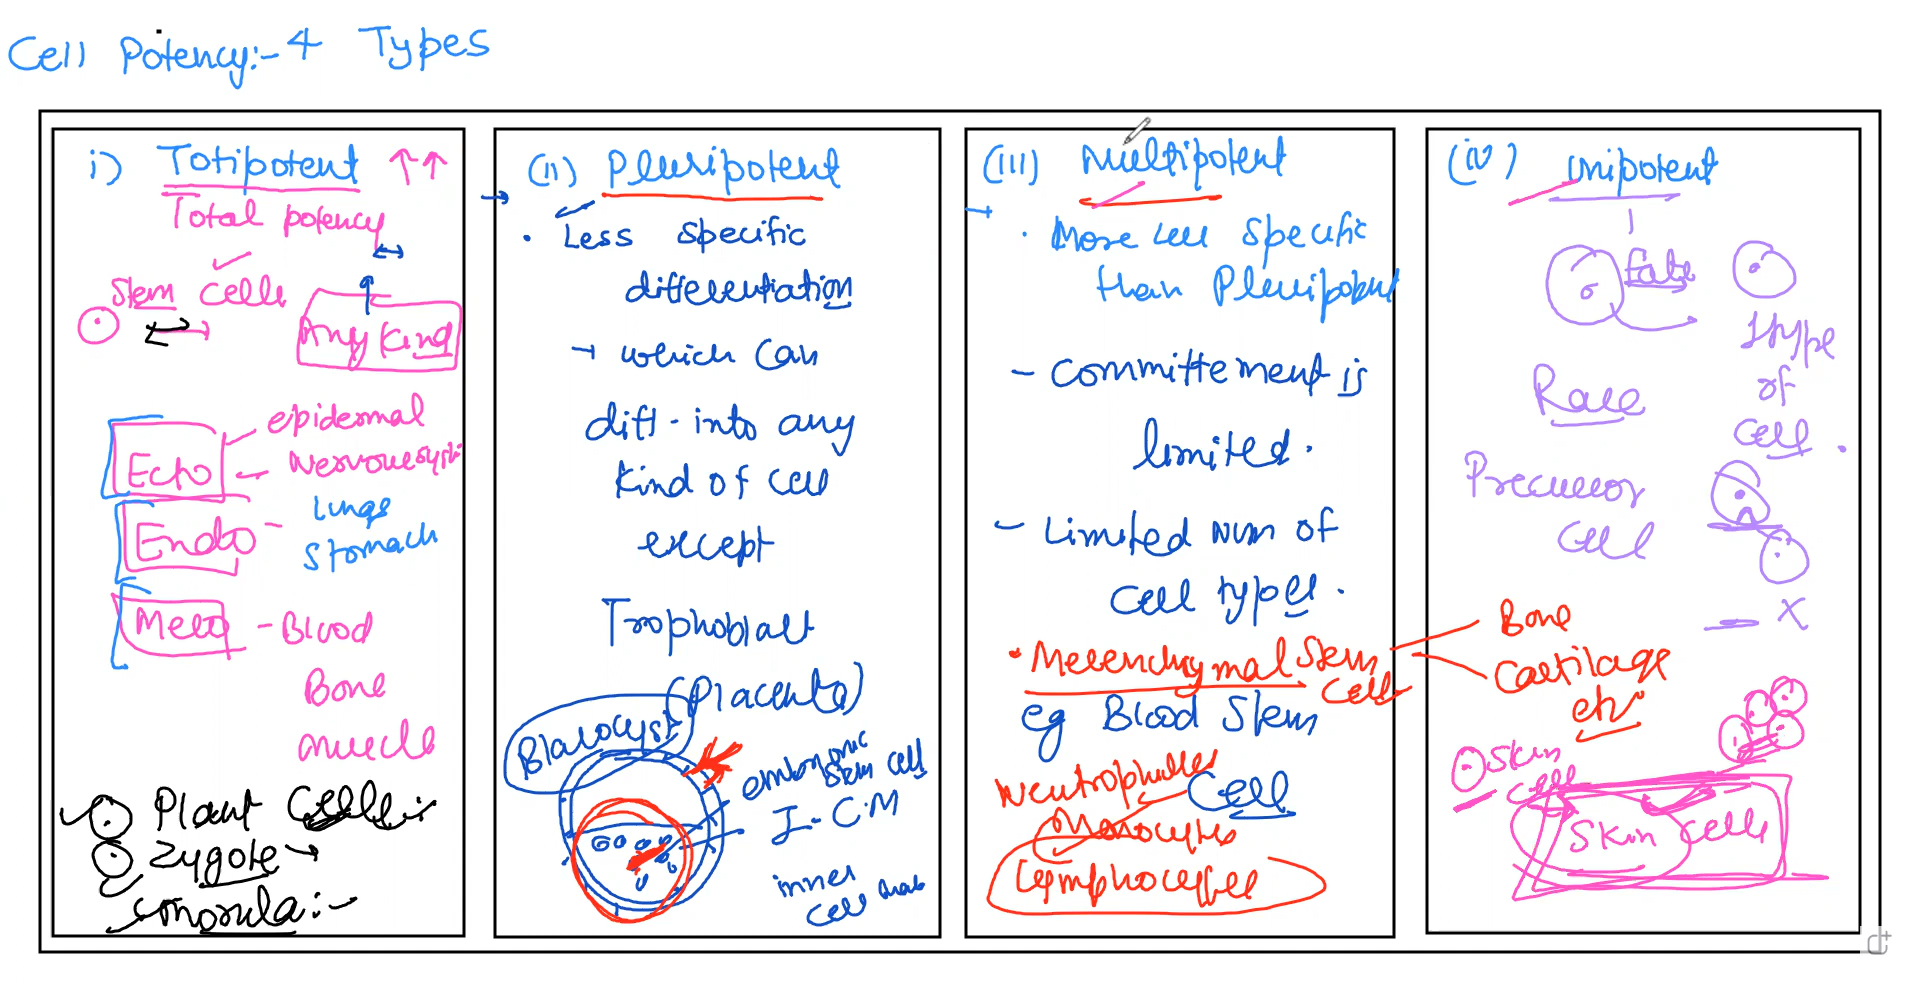 Cell Potency:- 4 Types
i) Totipotent
Total potency
Stem cells
Any Kind
Ecto
epidermal
Endo
Lungs
Stomach
Meso - Blood
Bone
muscle
Plant Cell
Zygote
morula:-
(ii) Pluripotent
Less specific
differentiation
which can
diff- into any
kind of cell
except
Trophoblast
(Placenta)
Blastocyst
embryonic
stem cell
I-C-M
inner
cell mass
(iii) Multipotent
More cell specific
than Pluripotent
- committement is
limited.
- Limited num of
cell types.
Mesenchymal Stem
Cell
Bone
Cartilage
etc
eg Blood Stem
Cell
Neutrophiles
Monocytes
Lymphocytes
(iv) Unipotent
Fate
1 type
of
cell.
Rare
Precursor
cell
X
Skin
cell
Skin cells